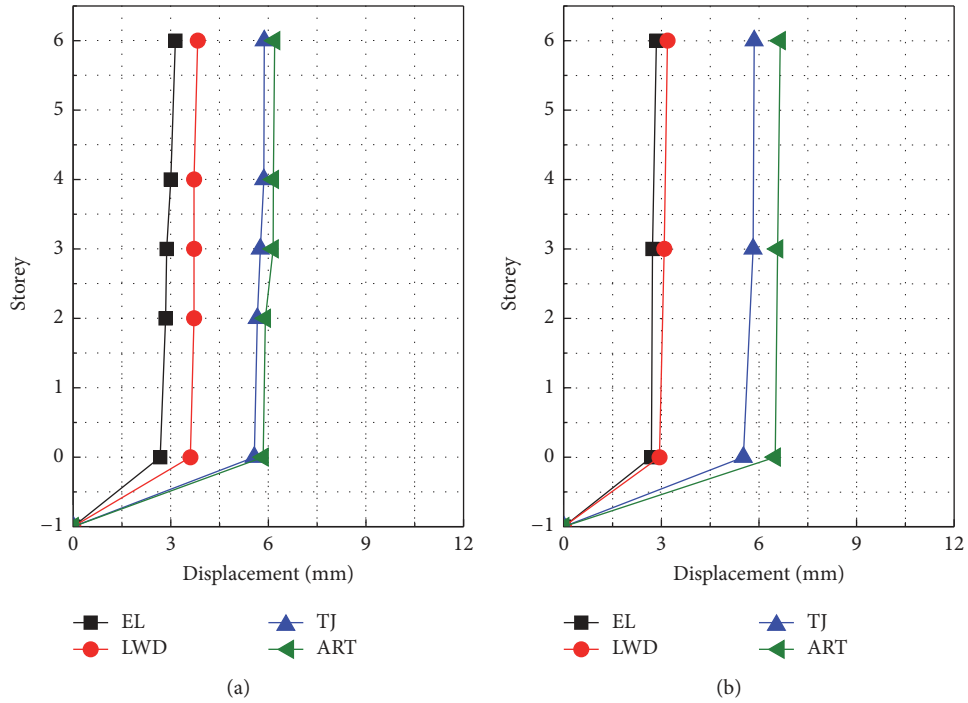 6
5
4
3
2
1
0
−1
Storey
0 3 6 9 12
Displacement (mm)
EL TJ
LWD ART
(a)
6
5
4
3
2
1
0
−1
Storey
0 3 6 9 12
Displacement (mm)
EL TJ
LWD ART
(b)